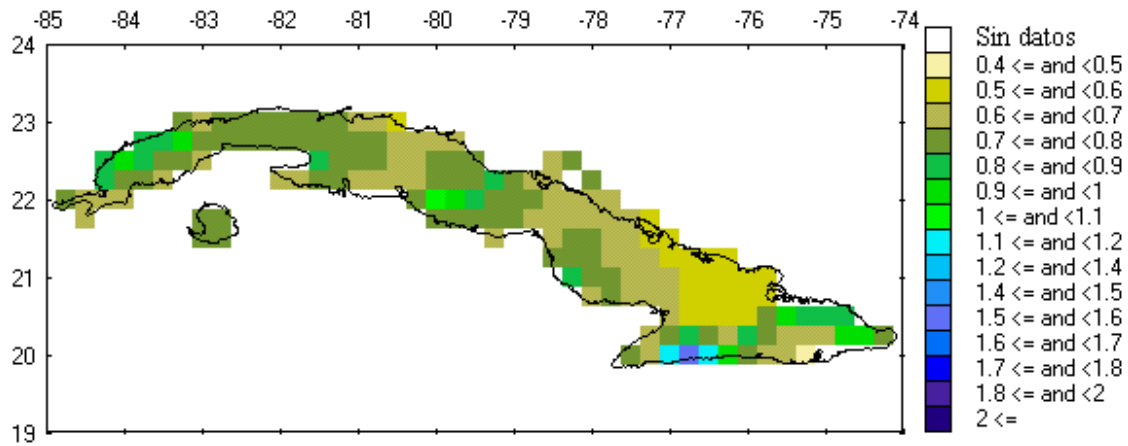 -85 -84 -83 -82 -81 -80 -79 -78 -77 -76 -75 -74
24
23
22
21
20
19
Sin datos
0.4 <= and <0.5
0.5 <= and <0.6
0.6 <= and <0.7
0.7 <= and <0.8
0.8 <= and <0.9
0.9 <= and <1
1 <= and <1.1
1.1 <= and <1.2
1.2 <= and <1.4
1.4 <= and <1.5
1.5 <= and <1.6
1.6 <= and <1.7
1.7 <= and <1.8
1.8 <= and <2
2 <=